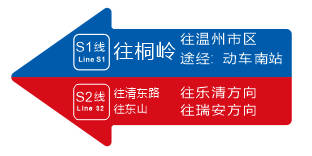 S1线
Line S1
往桐岭
往温州市区
途经: 动车南站
S2线
Line S2
往清东路
往东山
往乐清方向
往瑞安方向